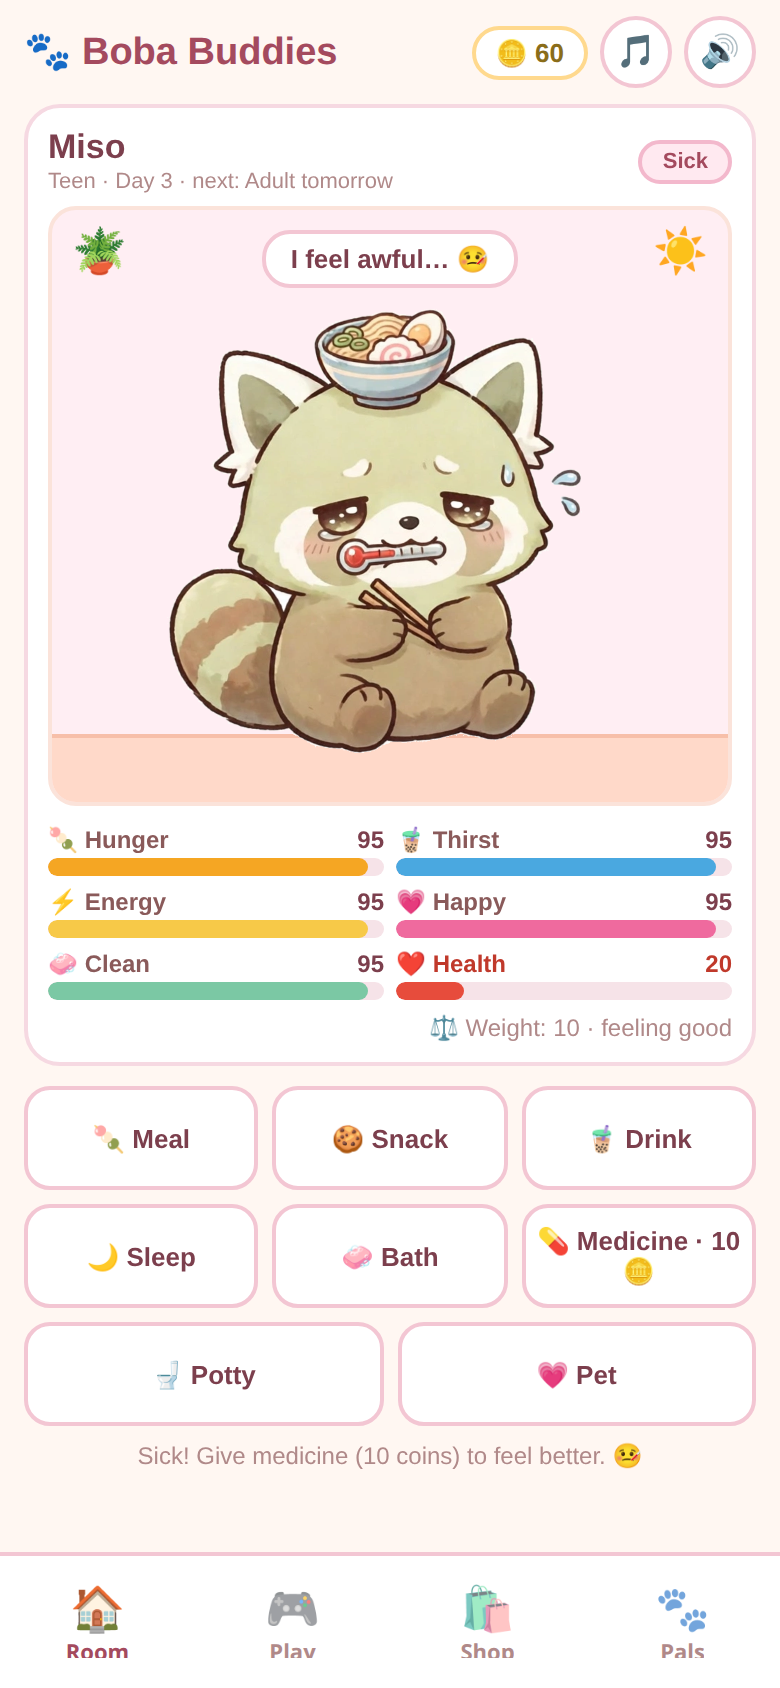 🐾 Boba Buddies
🪙 60
Miso
Teen · Day 3 · next: Adult tomorrow
Sick
I feel awful… 🤒
🍡 Hunger 95
🧋 Thirst 95
⚡ Energy 95
💗 Happy 95
🧼 Clean 95
❤️ Health 20
⚖️ Weight: 10 · feeling good
🍡 Meal
🍪 Snack
🧋 Drink
🌙 Sleep
🧼 Bath
💊 Medicine · 10
🪙
🚽 Potty
💗 Pet
Sick! Give medicine (10 coins) to feel better. 🤒
Room
Play
Shop
Pals